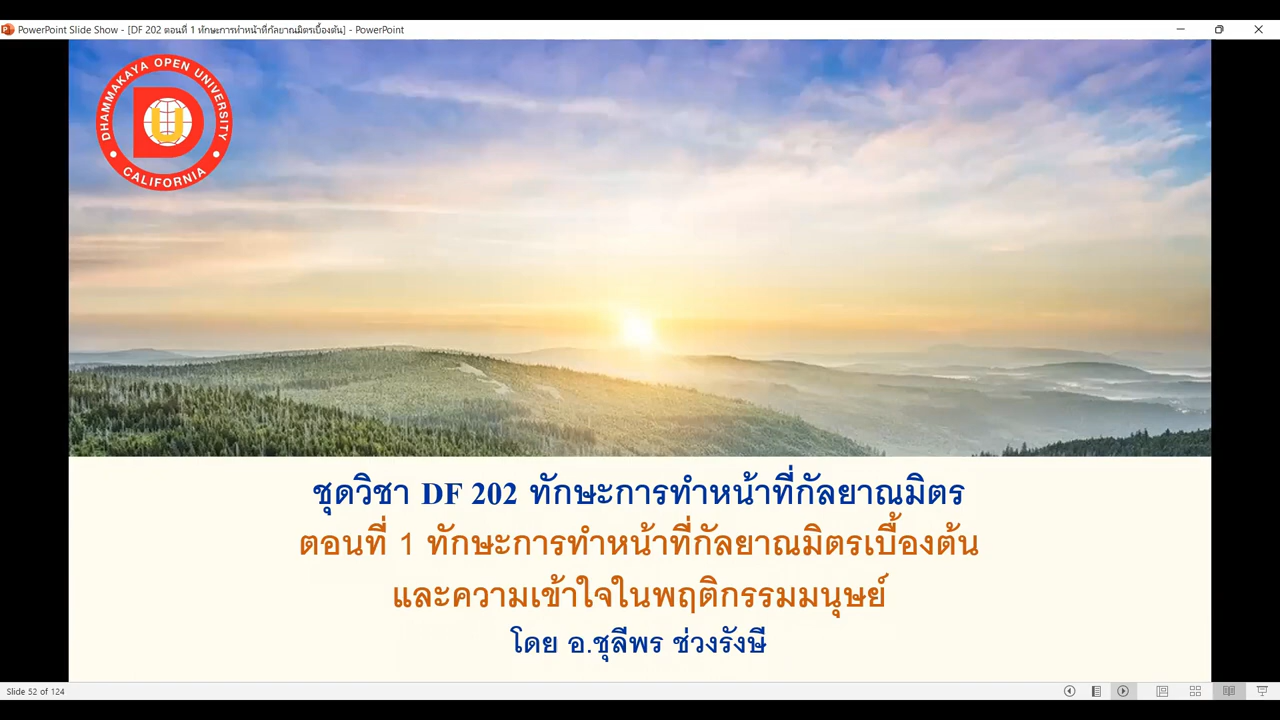 PowerPoint Slide Show - [DF 202 ตอนที่ 1 ทักษะการทำหน้าที่กัลยาณมิตรเบื้องต้น] - PowerPoint
DHAMMAKAYA OPEN UNIVERSITY
DU
CALIFORNIA
ชุดวิชา DF 202 ทักษะการทำหน้าที่กัลยาณมิตร
ตอนที่ 1 ทักษะการทำหน้าที่กัลยาณมิตรเบื้องต้น
และความเข้าใจในพฤติกรรมมนุษย์
โดย อ.ชุลีพร ช่วงรังษี
Slide 52 of 124